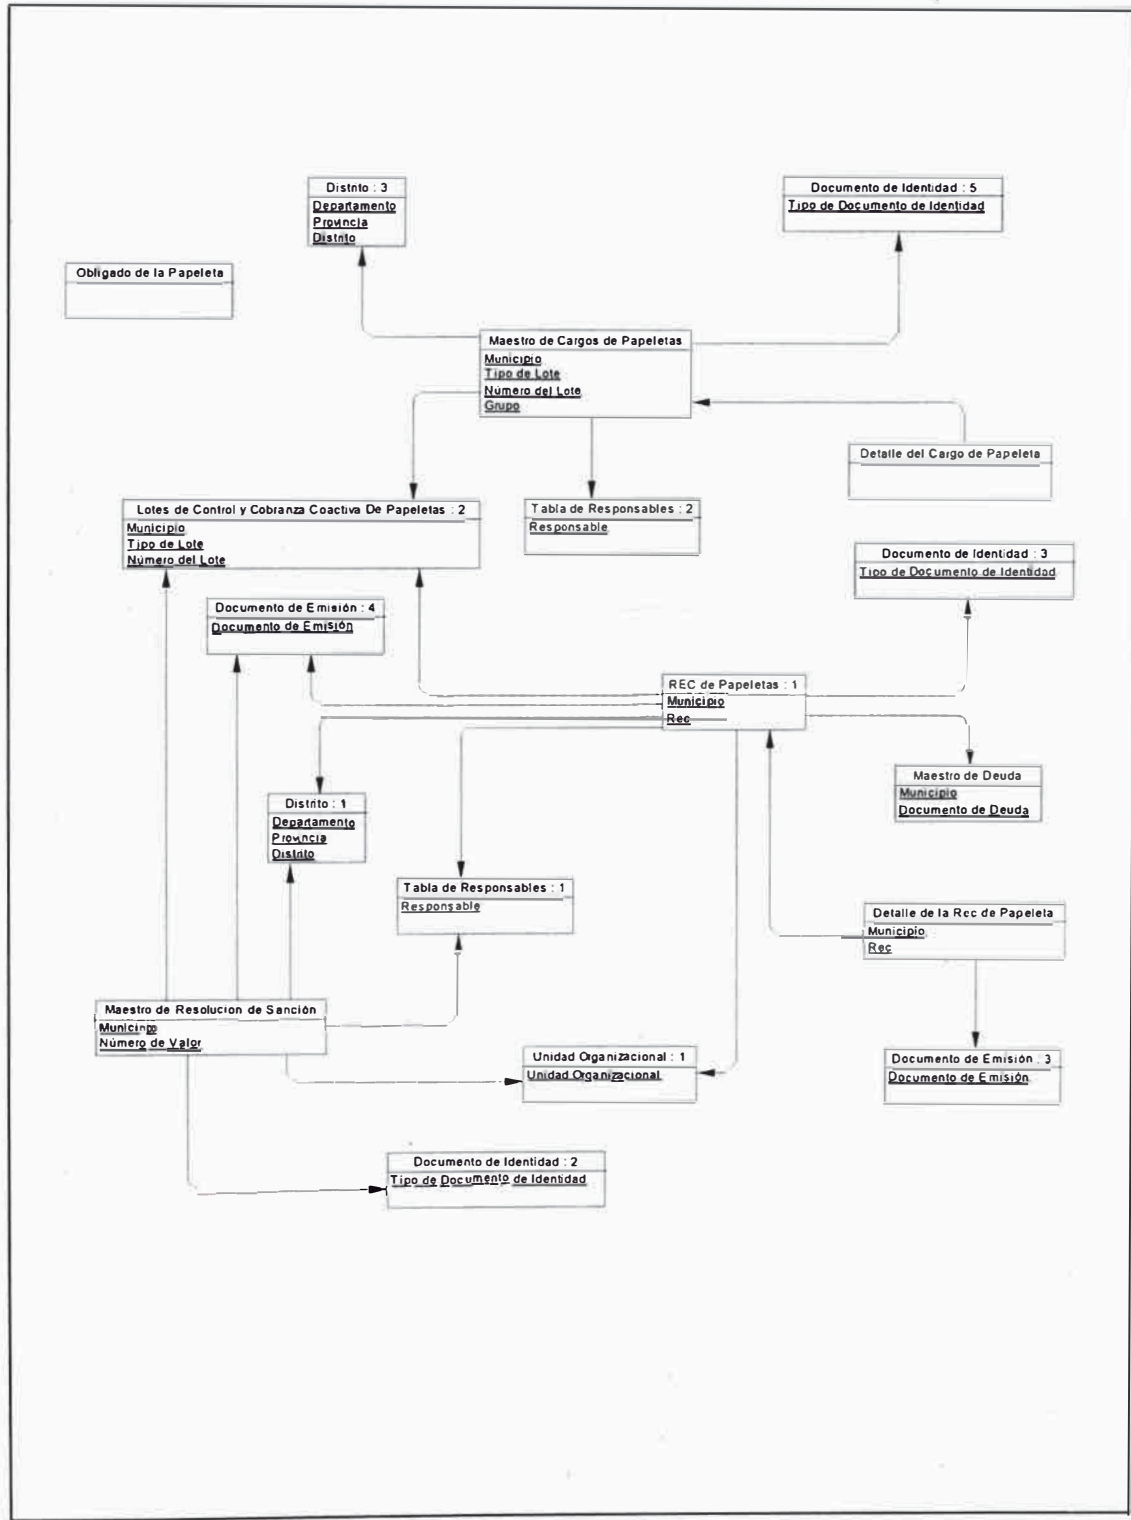 Distrito : 3
Departamento
Provincia
Distrito
Documento de Identidad : 5
Tipo de Documento de Identidad
Obligado de la Papeleta
Maestro de Cargos de Papeletas
Municipio
Tipo de Lote
Número del Lote
Grupo
Detalle del Cargo de Papeleta
Lotes de Control y Cobranza Coactiva De Papeletas : 2
Municipio
Tipo de Lote
Número del Lote
Tabla de Responsables : 2
Responsable
Documento de Identidad : 3
Tipo de Documento de Identidad
Documento de Emisión : 4
Documento de Emisión
REC de Papeletas : 1
Municipio
Rec
Maestro de Deuda
Municipio
Documento de Deuda
Distrito : 1
Departamento
Provincia
Distrito
Tabla de Responsables : 1
Responsable
Detalle de la Rec de Papeleta
Municipio
Rec
Maestro de Resolucion de Sanción
Municipio
Número de Valor
Unidad Organizacional : 1
Unidad Organizacional
Documento de Emisión : 3
Documento de Emisión
Documento de Identidad : 2
Tipo de Documento de Identidad